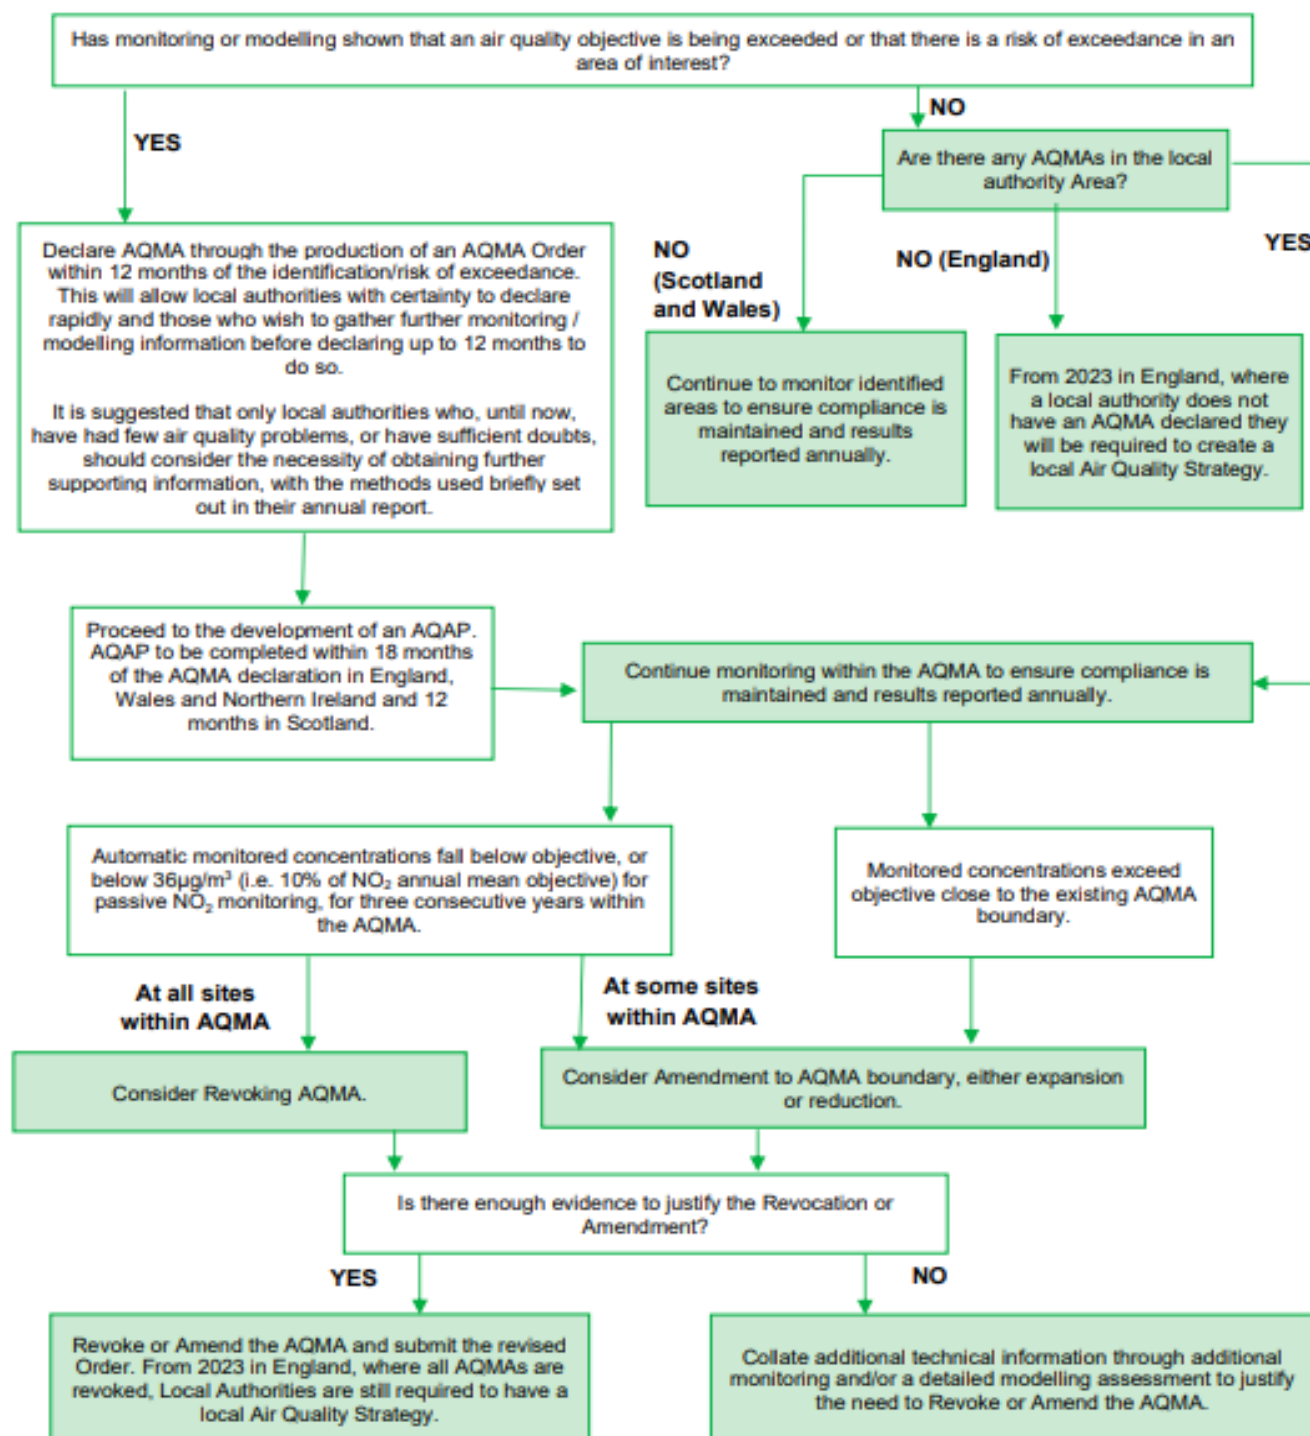 Has monitoring or modelling shown that an air quality objective is being exceeded or that there is a risk of exceedance in an
area of interest?
YES
NO
Are there any AQMAs in the local
authority Area?
NO
(Scotland
and Wales)
NO (England)
YES
Declare AQMA through the production of an AQMA Order
within 12 months of the identification/risk of exceedance.
This will allow local authorities with certainty to declare
rapidly and those who wish to gather further monitoring /
modelling information before declaring up to 12 months to
do so.
It is suggested that only local authorities who, until now,
have had few air quality problems, or have sufficient doubts,
should consider the necessity of obtaining further
supporting information, with the methods used briefly set
out in their annual report.
Continue to monitor identified
areas to ensure compliance is
maintained and results
reported annually.
From 2023 in England, where
a local authority does not
have an AQMA declared they
will be required to create a
local Air Quality Strategy.
Proceed to the development of an AQAP.
AQAP to be completed within 18 months
of the AQMA declaration in England,
Wales and Northern Ireland and 12
months in Scotland.
Continue monitoring within the AQMA to ensure compliance is
maintained and results reported annually.
Automatic monitored concentrations fall below objective, or
below 36µg/m³ (i.e. 10% of NO₂ annual mean objective) for
passive NO₂ monitoring, for three consecutive years within
the AQMA.
Monitored concentrations exceed
objective close to the existing AQMA
boundary.
At all sites
within AQMA
At some sites
within AQMA
Consider Revoking AQMA.
Consider Amendment to AQMA boundary, either expansion
or reduction.
Is there enough evidence to justify the Revocation or
Amendment?
YES
NO
Revoke or Amend the AQMA and submit the revised
Order. From 2023 in England, where all AQMAs are
revoked, Local Authorities are still required to have a
local Air Quality Strategy.
Collate additional technical information through additional
monitoring and/or a detailed modelling assessment to justify
the need to Revoke or Amend the AQMA.